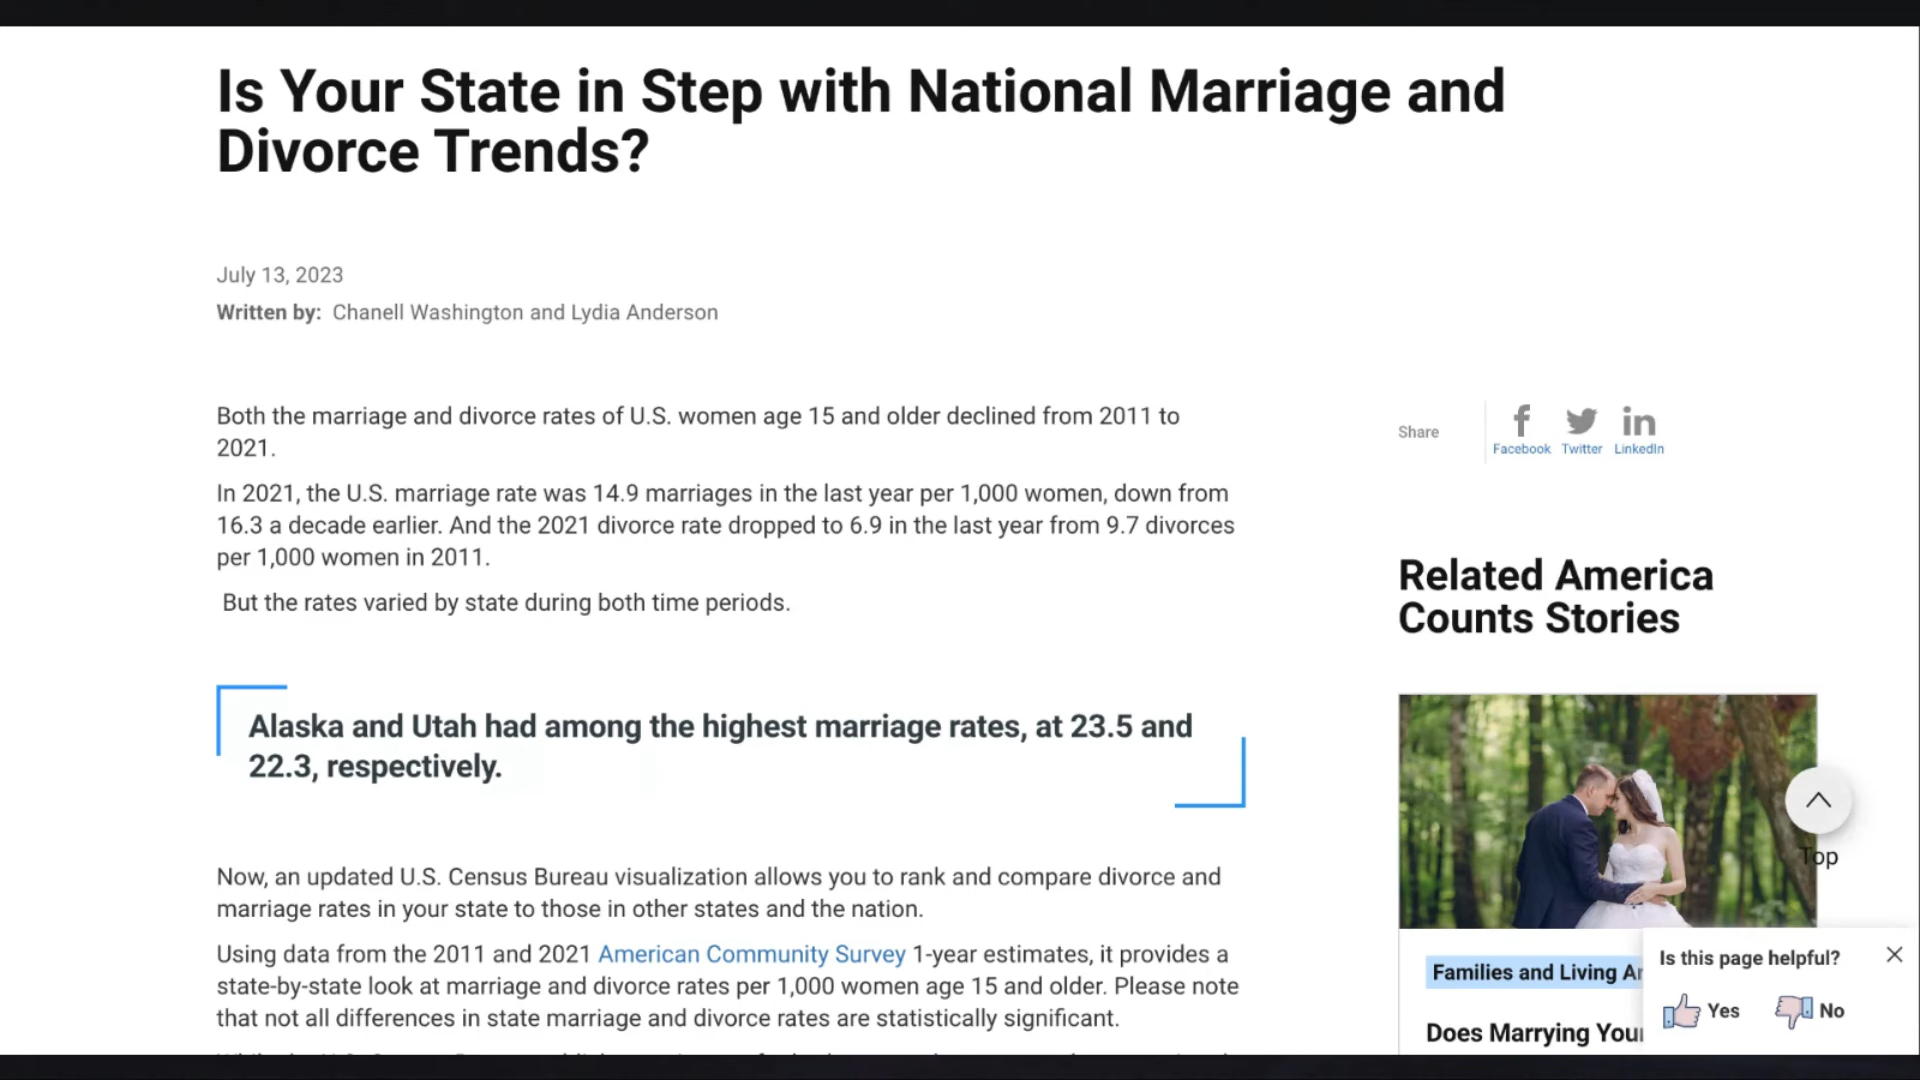 Is Your State in Step with National Marriage and
Divorce Trends?
July 13, 2023
Written by: Chanell Washington and Lydia Anderson
Both the marriage and divorce rates of U.S. women age 15 and older declined from 2011 to
2021.
In 2021, the U.S. marriage rate was 14.9 marriages in the last year per 1,000 women, down from
16.3 a decade earlier. And the 2021 divorce rate dropped to 6.9 in the last year from 9.7 divorces
per 1,000 women in 2011.
But the rates varied by state during both time periods.
Alaska and Utah had among the highest marriage rates, at 23.5 and
22.3, respectively.
Now, an updated U.S. Census Bureau visualization allows you to rank and compare divorce and
marriage rates in your state to those in other states and the nation.
Using data from the 2011 and 2021 American Community Survey 1-year estimates, it provides a
state-by-state look at marriage and divorce rates per 1,000 women age 15 and older. Please note
that not all differences in state marriage and divorce rates are statistically significant.
Share
Facebook Twitter LinkedIn
Related America
Counts Stories
Top
Families and Living
Does Marrying
Is this page helpful?
Yes No